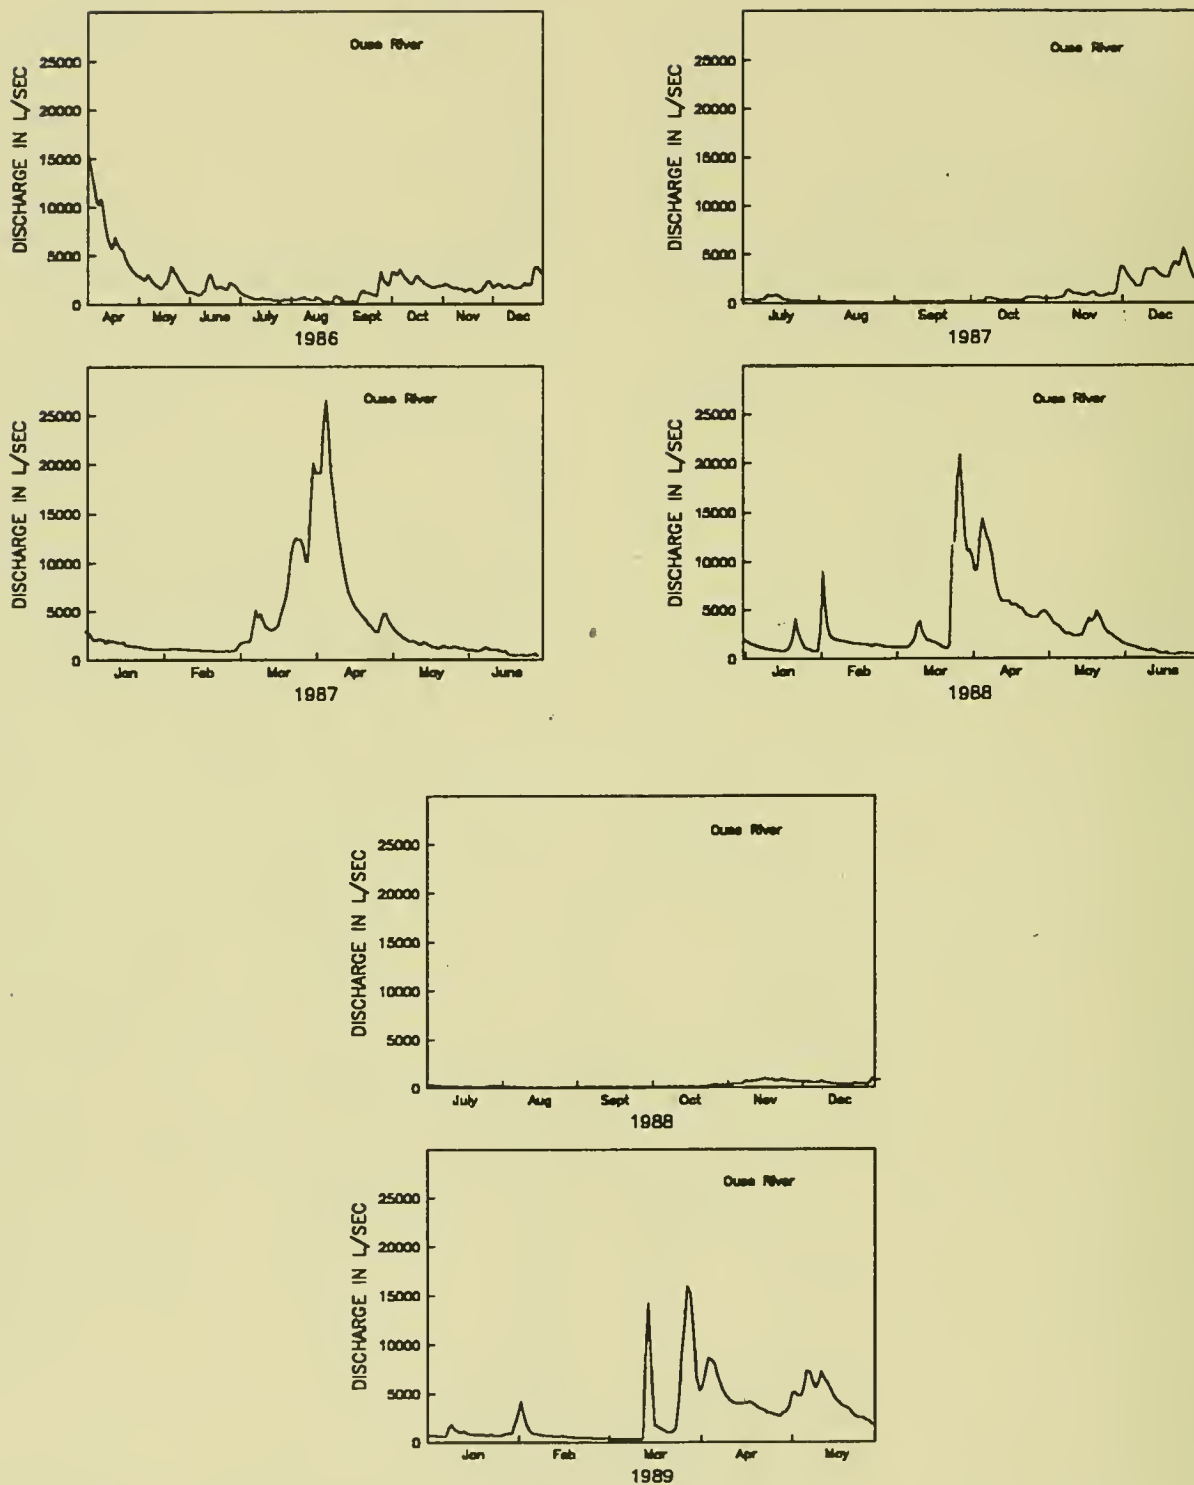 Ouse River
DISCHARGE IN L/SEC
25000
20000
15000
10000
5000
0
Apr May June July Aug Sept Oct Nov Dec
1986
Ouse River
DISCHARGE IN L/SEC
25000
20000
15000
10000
5000
0
July Aug Sept Oct Nov Dec
1987
Ouse River
DISCHARGE IN L/SEC
25000
20000
15000
10000
5000
0
Jan Feb Mar Apr May June
1987
Ouse River
DISCHARGE IN L/SEC
25000
20000
15000
10000
5000
0
Jan Feb Mar Apr May June
1988
Ouse River
DISCHARGE IN L/SEC
25000
20000
15000
10000
5000
0
July Aug Sept Oct Nov Dec
1988
Ouse River
DISCHARGE IN L/SEC
25000
20000
15000
10000
5000
0
Jan Feb Mar Apr May
1989